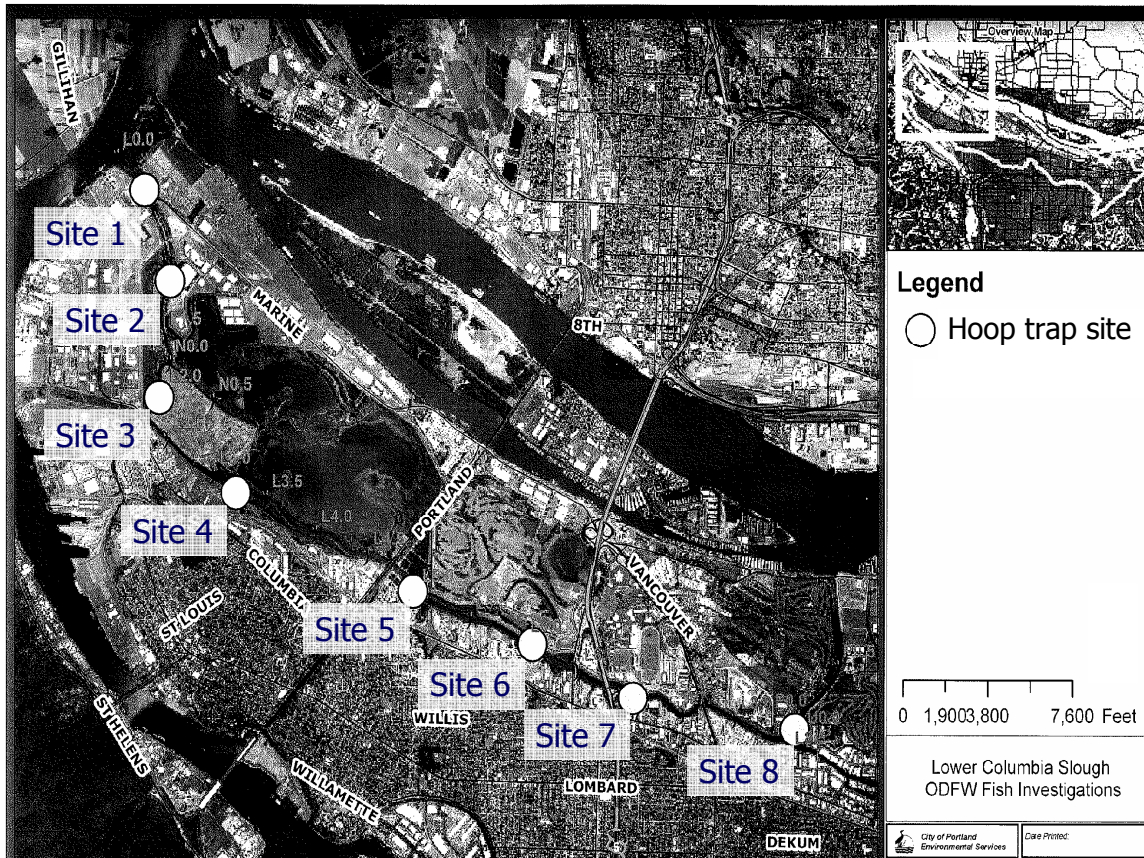 GILLIHAN
L0.0
Site 1
Site 2
MARINE
8TH
N0.0
2.0
N0.5
Site 3
L3.5
L4.0
Site 4
PORTLAND
COLUMBIA
ST LOUIS
Site 5
VANCOUVER
Site 6
WILLIS
Site 7
ST HELENS
WILLAMETTE
LOMBARD
Site 8
DEKUM
Overview Map
Legend
Hoop trap site
0 1,9003,800 7,600 Feet
Lower Columbia Slough
ODFW Fish Investigations
City of Portland
Environmental Services
Date Printed: